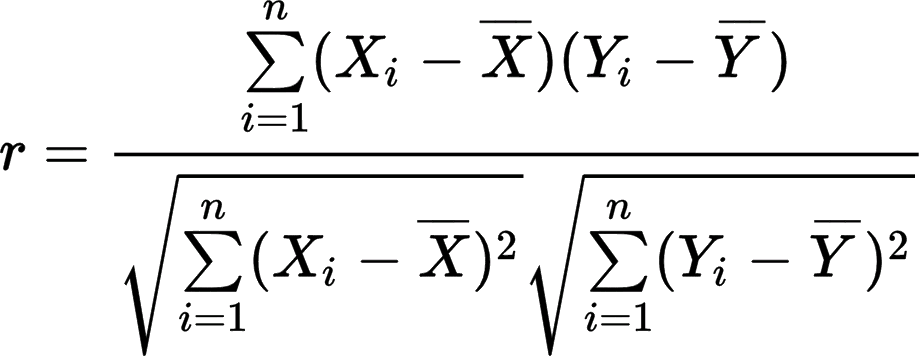 r = \frac{\sum_{i=1}^{n}(X_i - \overline{X})(Y_i - \overline{Y})}{\sqrt{\sum_{i=1}^{n}(X_i - \overline{X})^2}\sqrt{\sum_{i=1}^{n}(Y_i - \overline{Y})^2}}